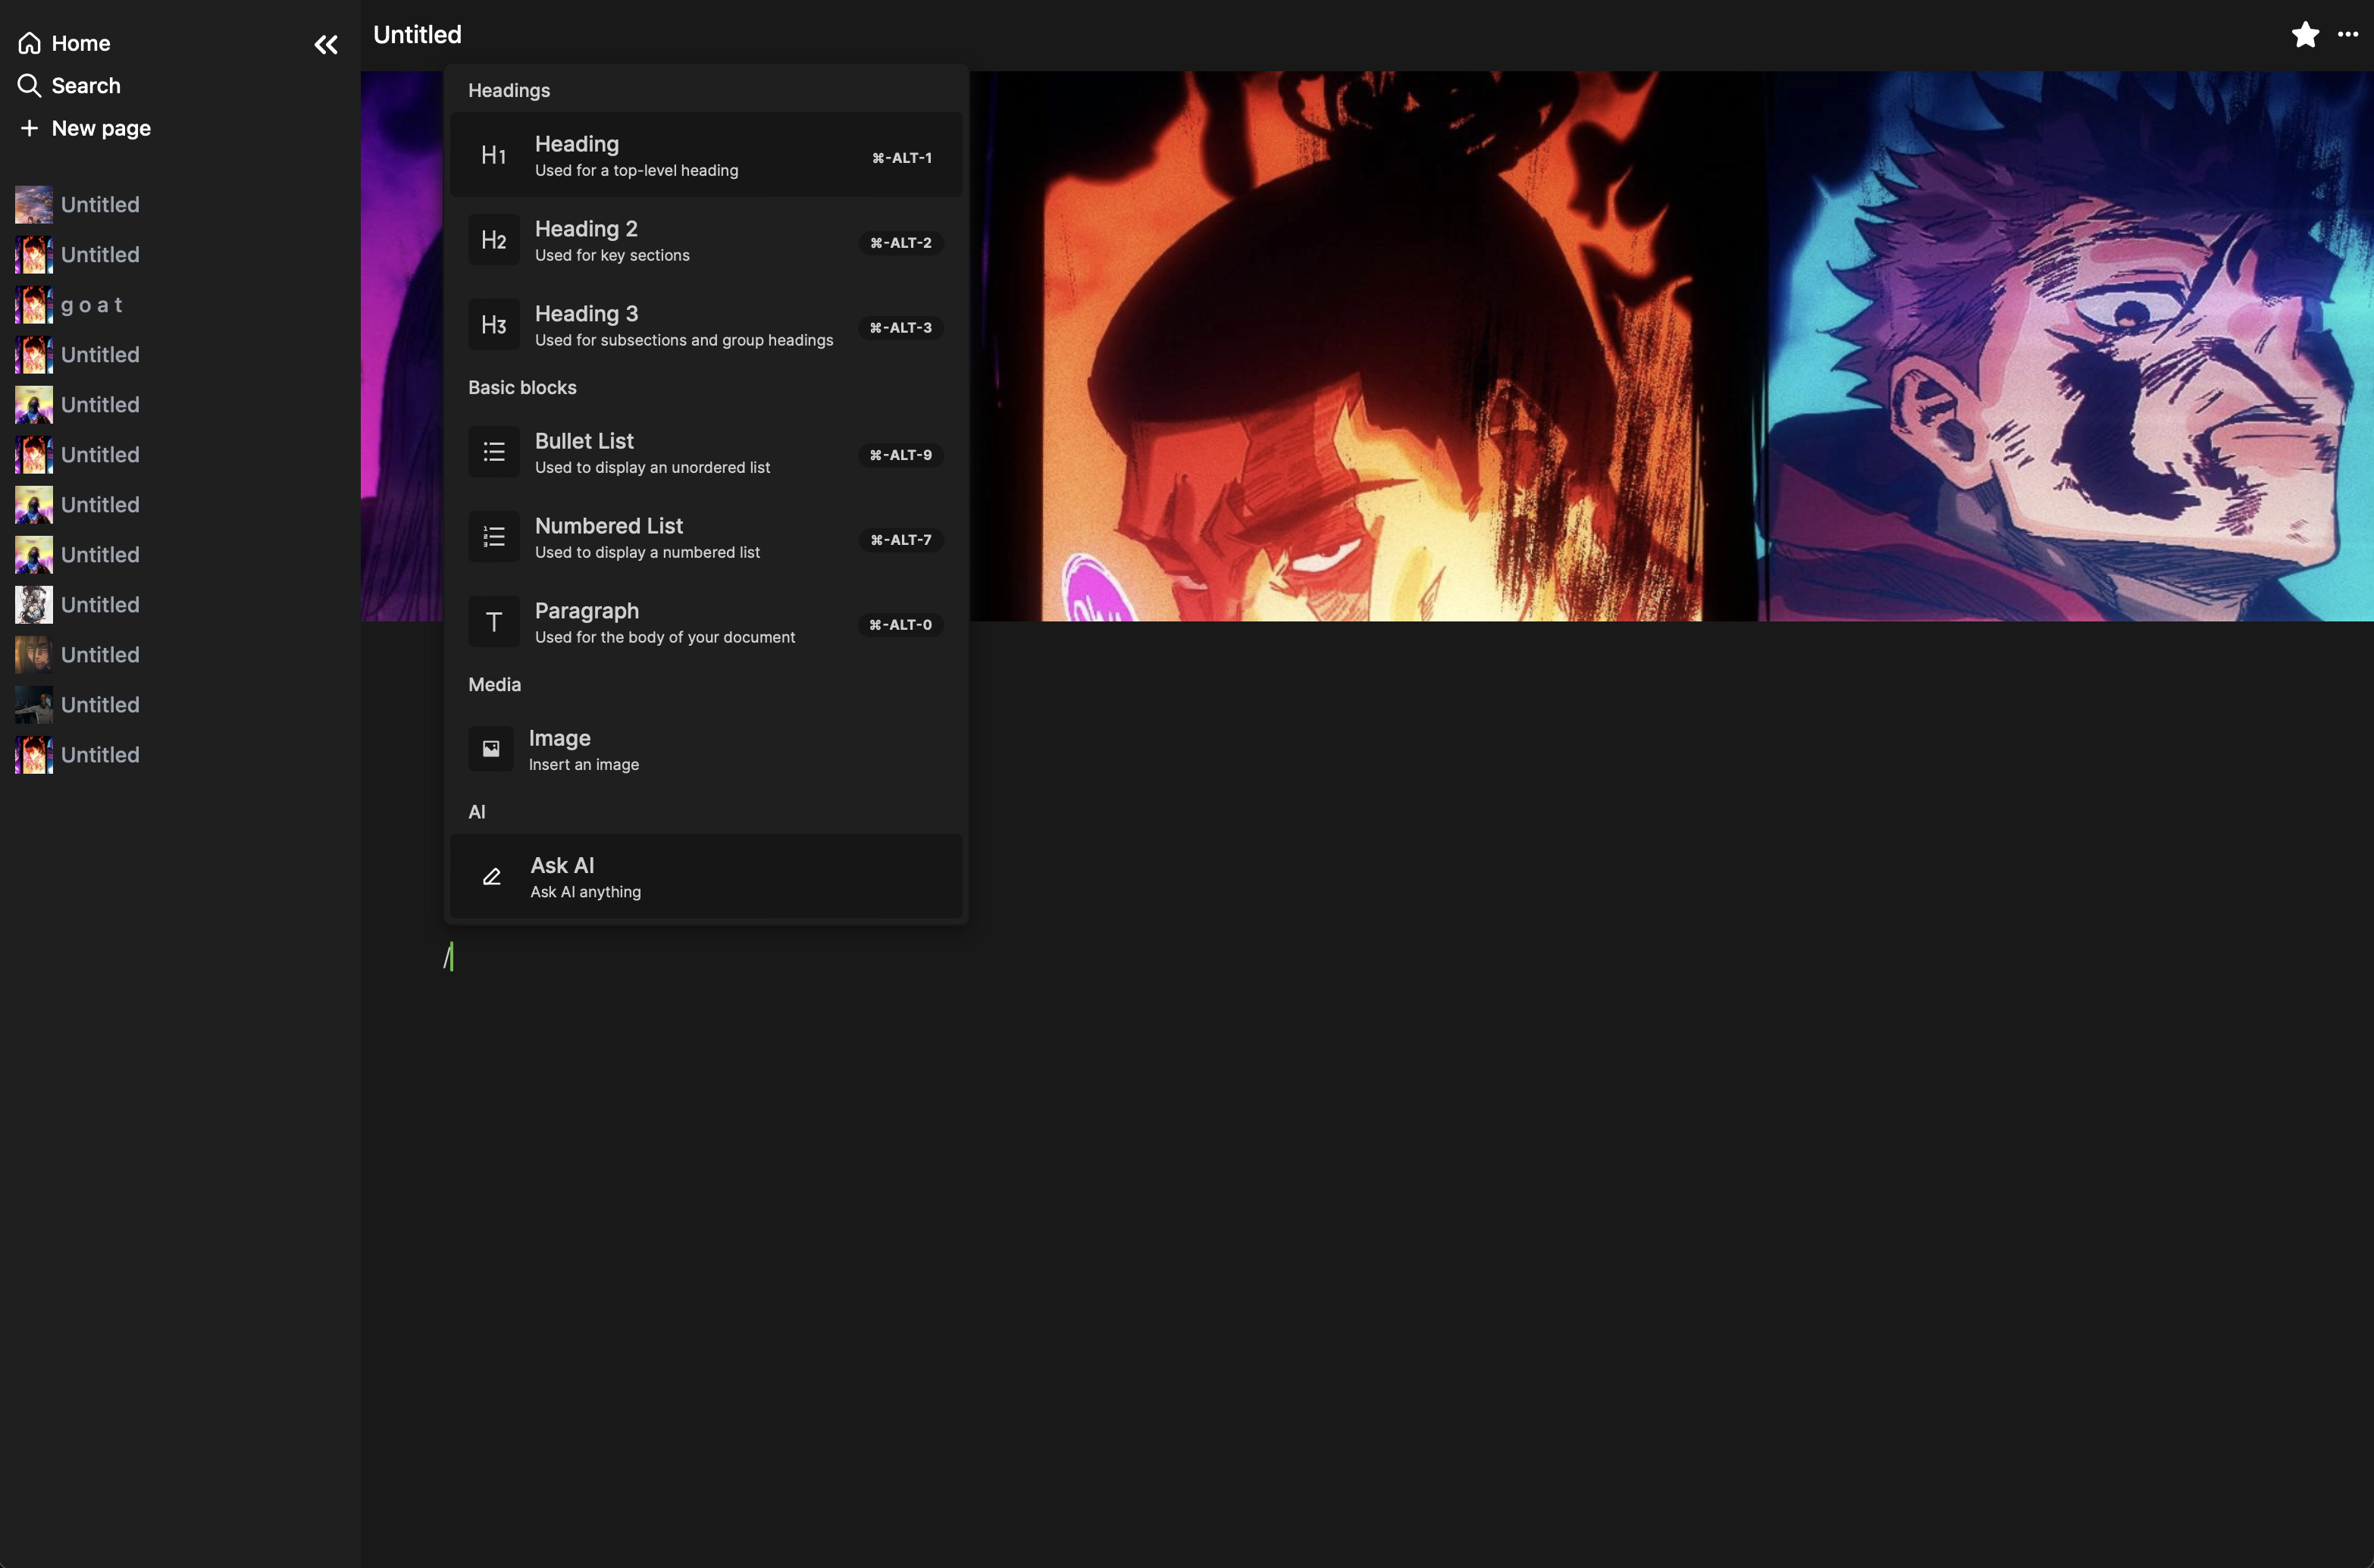 Home
Search
New page
Untitled
Untitled
g o a t
Untitled
Untitled
Untitled
Untitled
Untitled
Untitled
Untitled
Untitled
Untitled
Untitled
Headings
H1
Heading
Used for a top-level heading
⌘-ALT-1
H2
Heading 2
Used for key sections
⌘-ALT-2
H3
Heading 3
Used for subsections and group headings
⌘-ALT-3
Basic blocks
Bullet List
Used to display an unordered list
⌘-ALT-9
Numbered List
Used to display a numbered list
⌘-ALT-7
T
Paragraph
Used for the body of your document
⌘-ALT-0
Media
Image
Insert an image
AI
Ask AI
Ask AI anything
/